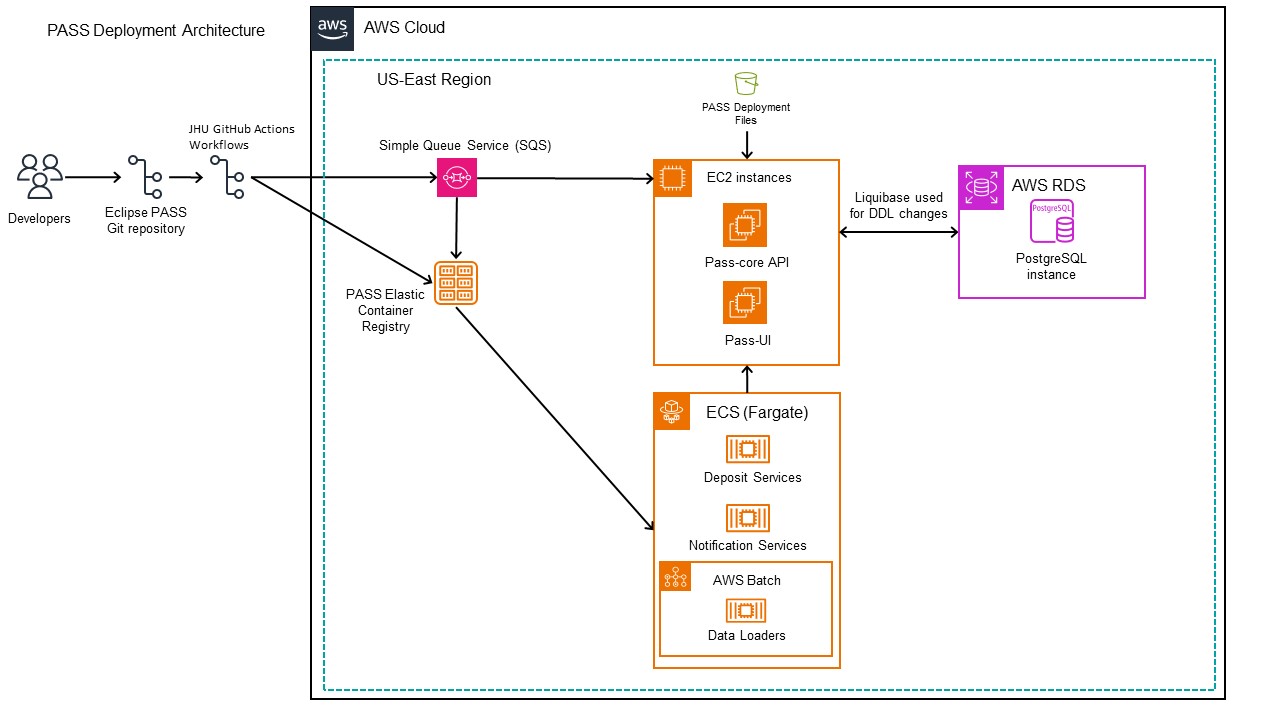 PASS Deployment Architecture
aws
AWS Cloud
US-East Region
PASS Deployment
Files
JHU GitHub Actions
Workflows
Simple Queue Service (SQS)
Developers
Eclipse PASS
Git repository
EC2 instances
Pass-core API
Pass-UI
Liquibase used
for DDL changes
AWS RDS
PostgreSQL
PostgreSQL
instance
PASS Elastic
Container
Registry
ECS (Fargate)
Deposit Services
Notification Services
AWS Batch
Data Loaders